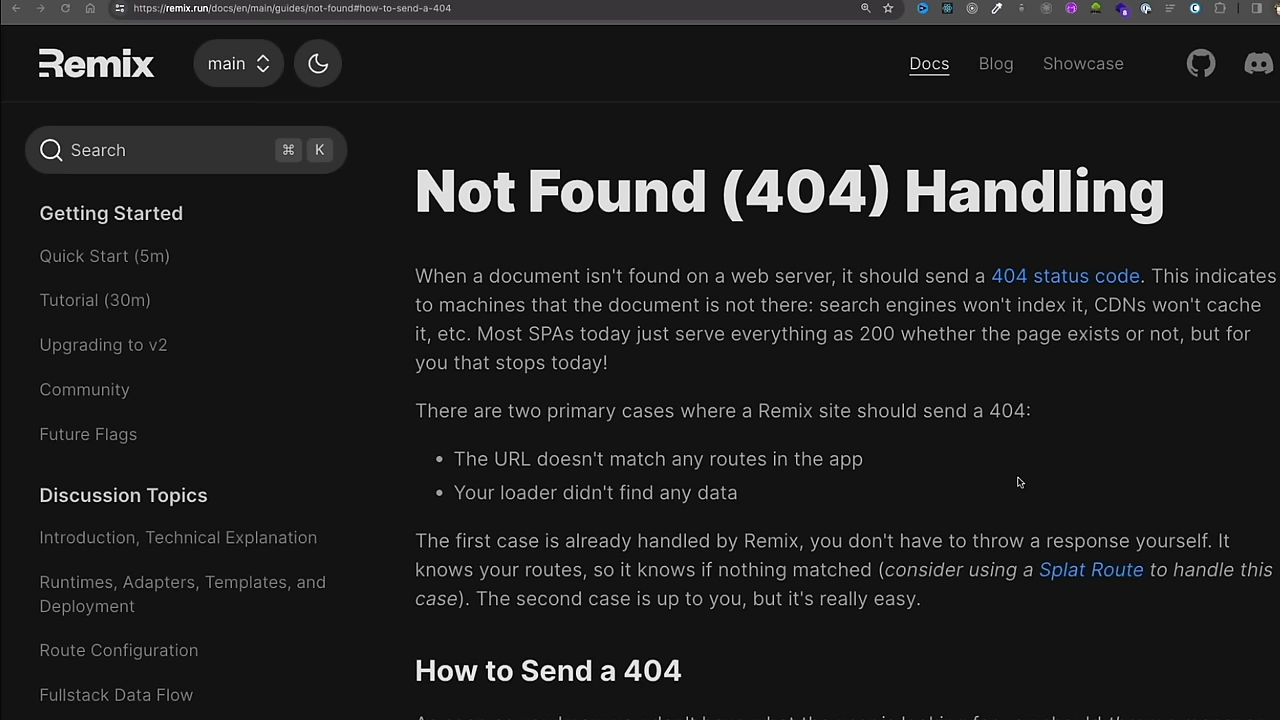 https://remix.run/docs/en/main/guides/not-found#how-to-send-a-404
Remix
main
Docs
Blog
Showcase
Search
⌘ K
Getting Started
Quick Start (5m)
Tutorial (30m)
Upgrading to v2
Community
Future Flags
Discussion Topics
Introduction, Technical Explanation
Runtimes, Adapters, Templates, and
Deployment
Route Configuration
Fullstack Data Flow
Not Found (404) Handling
When a document isn't found on a web server, it should send a 404 status code. This indicates
to machines that the document is not there: search engines won't index it, CDNs won't cache
it, etc. Most SPAs today just serve everything as 200 whether the page exists or not, but for
you that stops today!
There are two primary cases where a Remix site should send a 404:
• The URL doesn't match any routes in the app
• Your loader didn't find any data
The first case is already handled by Remix, you don't have to throw a response yourself. It
knows your routes, so it knows if nothing matched (consider using a Splat Route to handle this
case). The second case is up to you, but it's really easy.
How to Send a 404